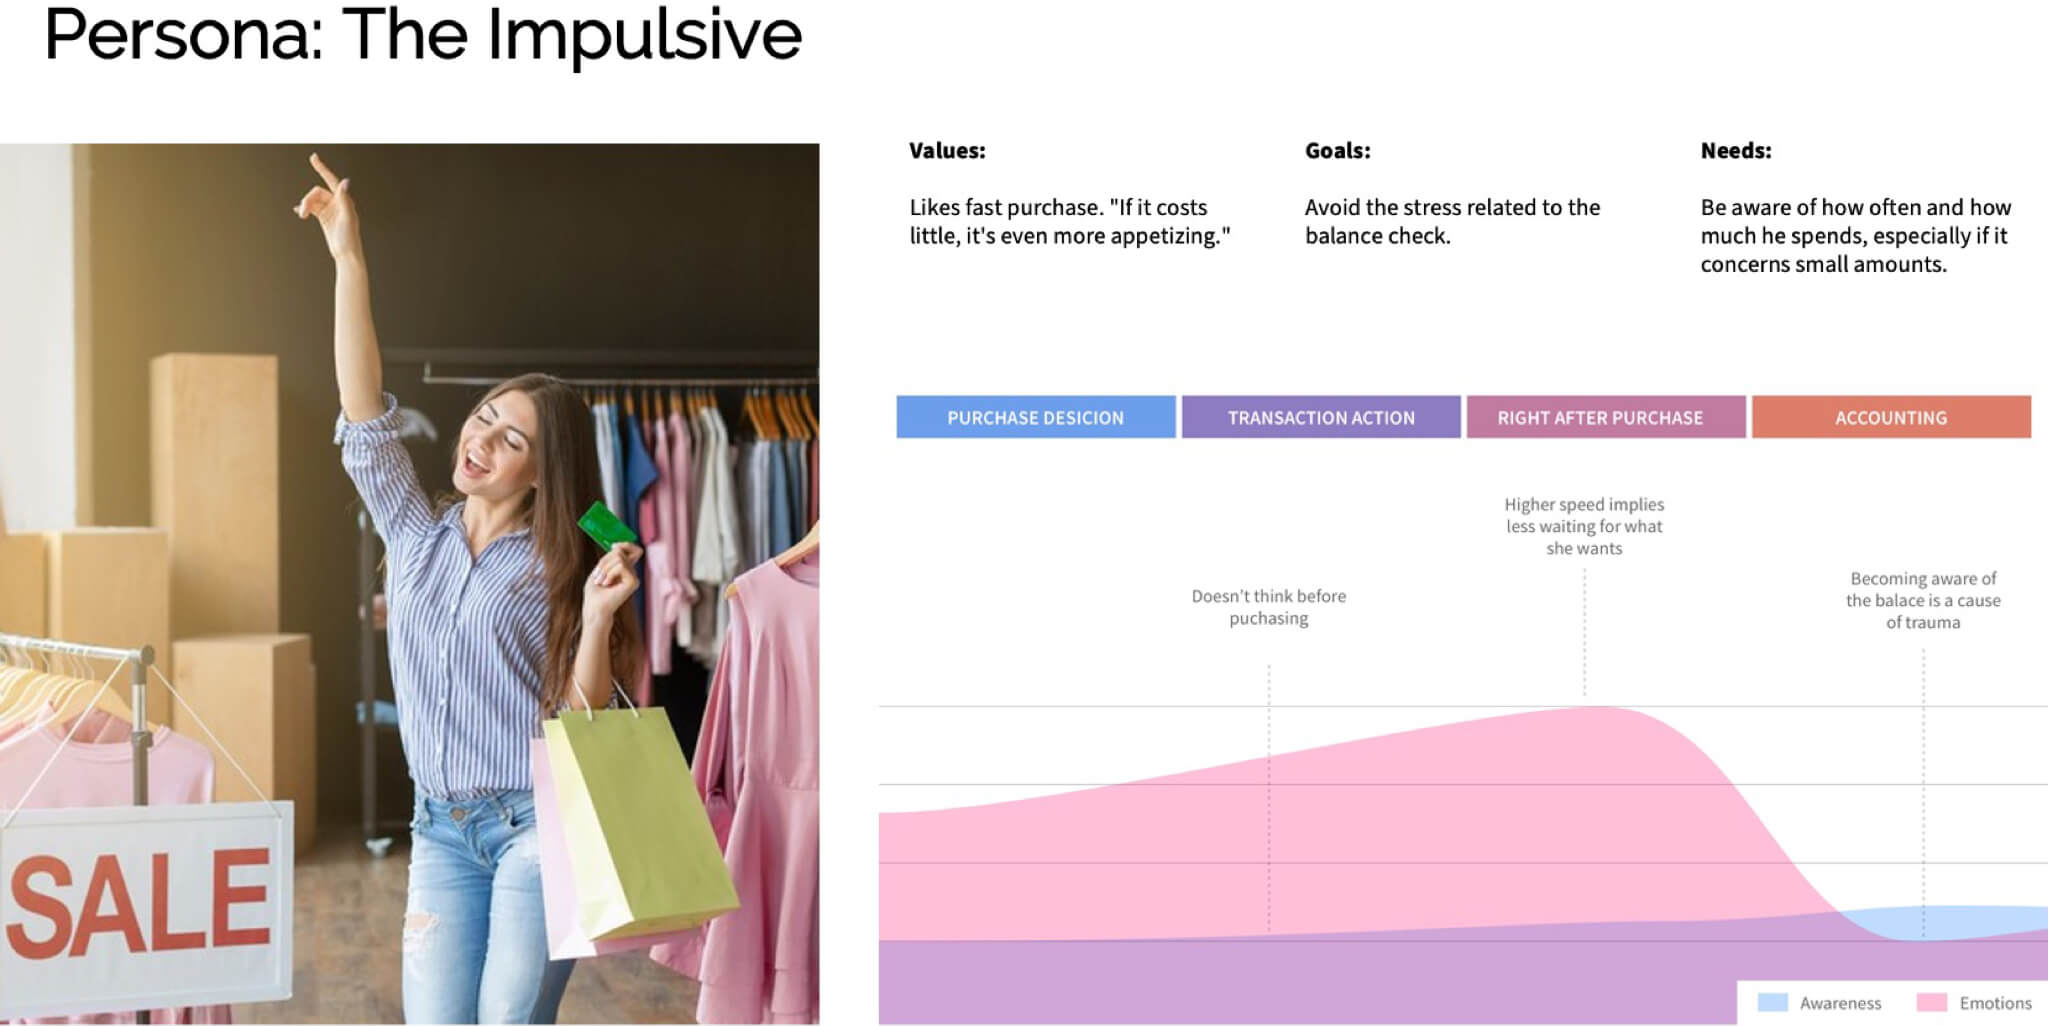 Persona: The Impulsive
SALE
Values:
Likes fast purchase. "If it costs
little, it's even more appetizing."
Goals:
Avoid the stress related to the
balance check.
Needs:
Be aware of how often and how
much he spends, especially if it
concerns small amounts.
PURCHASE DESICION
TRANSACTION ACTION
RIGHT AFTER PURCHASE
ACCOUNTING
Doesn't think before
puchasing
Higher speed implies
less waiting for what
she wants
Becoming aware of
the balace is a cause
of trauma
Awareness
Emotions